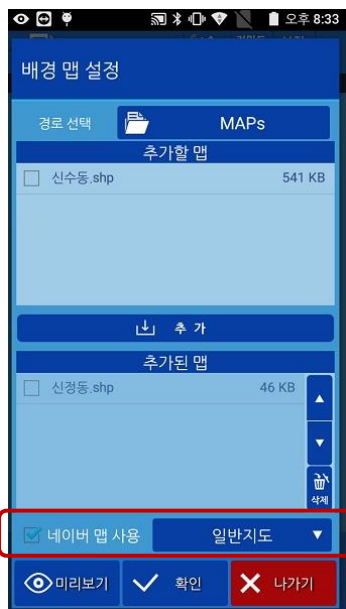 오후 8:33
배경 맵 설정
경로 선택 MAPs
추가할 맵
신수동.shp 541 KB
추 가
추가된 맵
신정동.shp 46 KB
삭제
네이버 맵 사용 일반지도
미리보기 확인 나가기